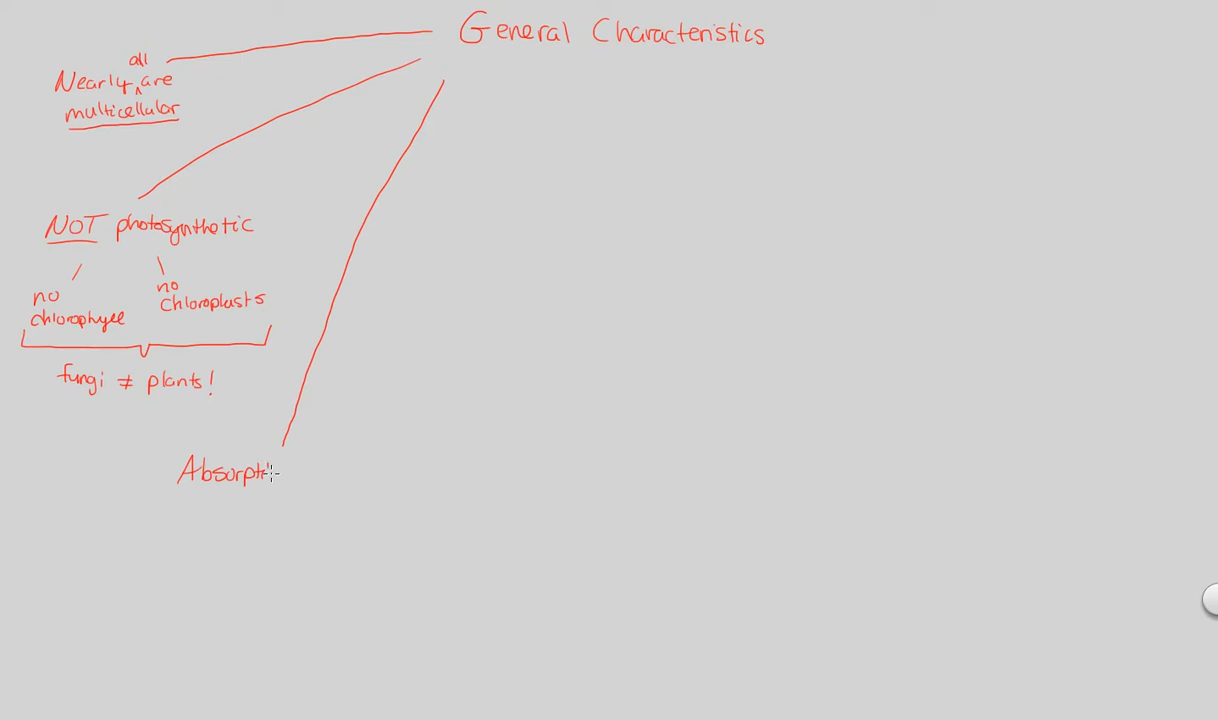 General Characteristics
all
Nearly ^ are
multicellular
NOT photosynthetic
no
chlorophyll
no
chloroplasts
fungi ≠ plants!
Absorpti